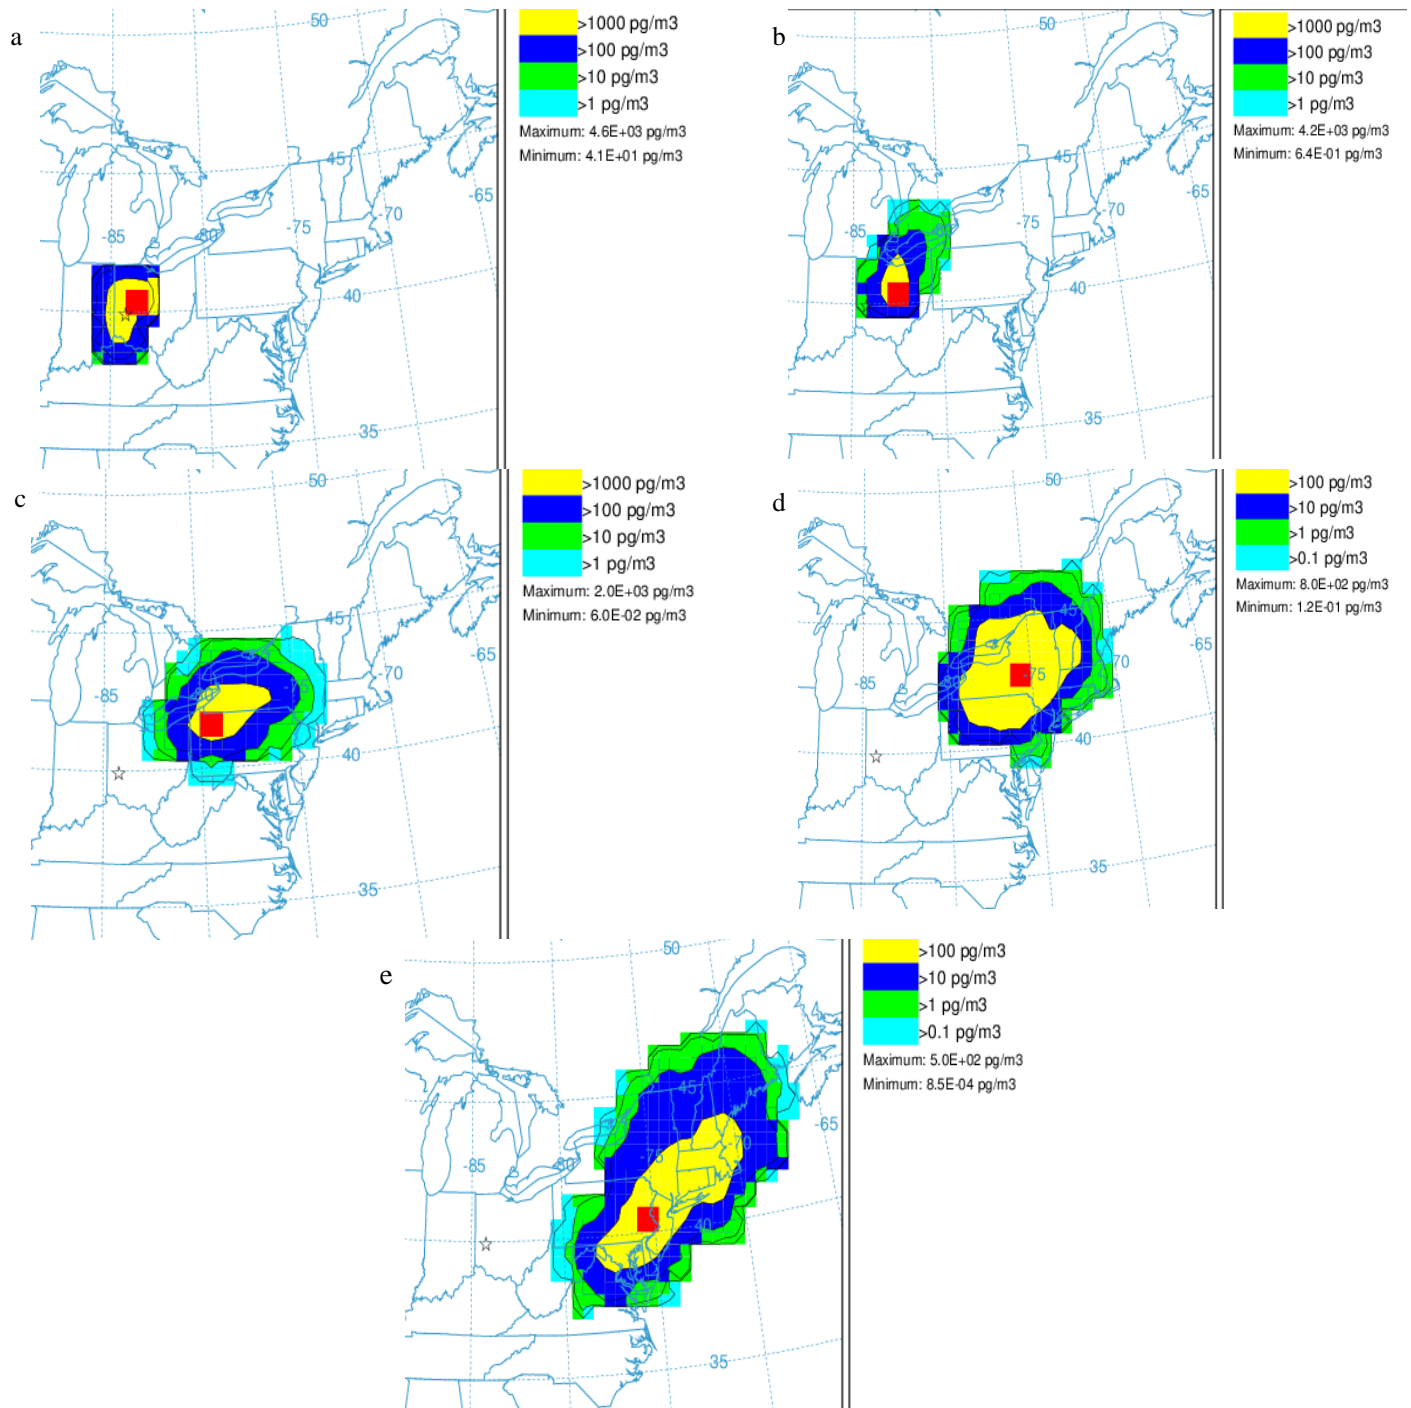 a
50
45
-65
-70
-75
-80
-85
40
35
>1000 pg/m3
>100 pg/m3
>10 pg/m3
>1 pg/m3
Maximum: 4.6E+03 pg/m3
Minimum: 4.1E+01 pg/m3
b
50
45
-65
-70
-75
-80
-85
40
35
>1000 pg/m3
>100 pg/m3
>10 pg/m3
>1 pg/m3
Maximum: 4.2E+03 pg/m3
Minimum: 6.4E-01 pg/m3
c
50
45
-65
-70
-75
-80
-85
40
35
>1000 pg/m3
>100 pg/m3
>10 pg/m3
>1 pg/m3
Maximum: 2.0E+03 pg/m3
Minimum: 6.0E-02 pg/m3
d
50
45
-65
-70
-75
-85
40
35
>100 pg/m3
>10 pg/m3
>1 pg/m3
>0.1 pg/m3
Maximum: 8.0E+02 pg/m3
Minimum: 1.2E-01 pg/m3
e
50
45
-65
-70
-75
-80
-85
40
35
>100 pg/m3
>10 pg/m3
>1 pg/m3
>0.1 pg/m3
Maximum: 5.0E+02 pg/m3
Minimum: 8.5E-04 pg/m3